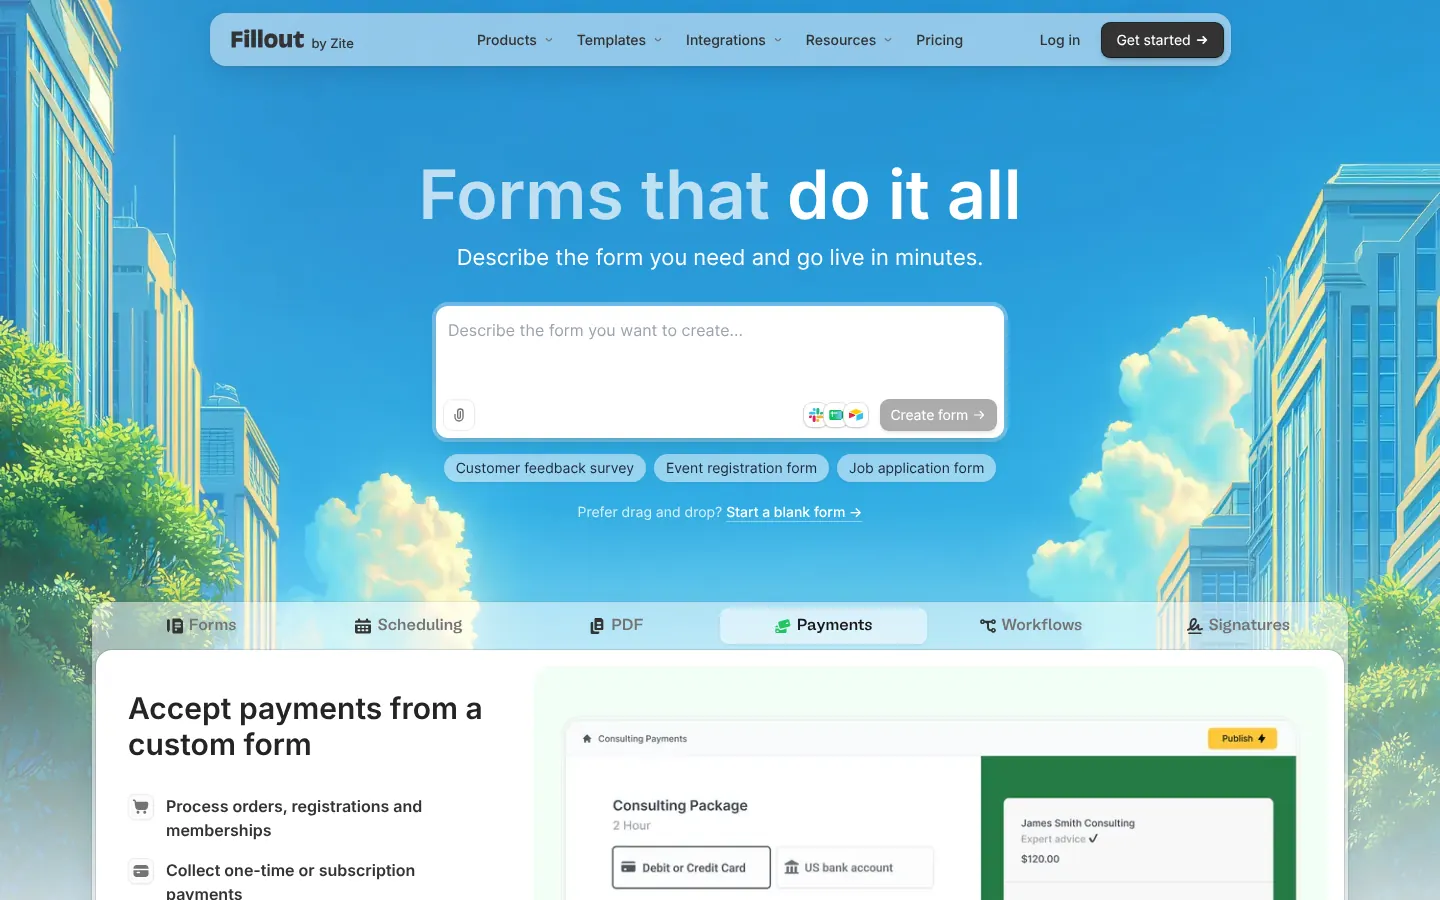 Fillout by Zite
Products
Templates
Integrations
Resources
Pricing
Log in
Get started →
Forms that do it all
Describe the form you need and go live in minutes.
Describe the form you want to create...
Create form →
Customer feedback survey
Event registration form
Job application form
Prefer drag and drop? Start a blank form →
Forms
Scheduling
PDF
Payments
Workflows
Signatures
Accept payments from a
custom form
Process orders, registrations and
memberships
Collect one-time or subscription
payments
Consulting Payments
Publish
Consulting Package
2 Hour
Debit or Credit Card
US bank account
James Smith Consulting
Expert advice ✓
$120.00